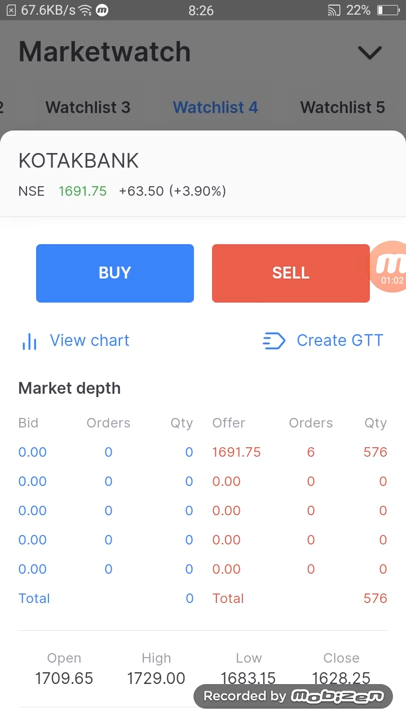 67.6KB/s 8:26 22%
Marketwatch
2 Watchlist 3 Watchlist 4 Watchlist 5
KOTAKBANK
NSE 1691.75 +63.50 (+3.90%)
BUY SELL
01:02
View chart Create GTT
Market depth
Bid Orders Qty Offer Orders Qty
0.00 0 0 1691.75 6 576
0.00 0 0 0.00 0 0
0.00 0 0 0.00 0 0
0.00 0 0 0.00 0 0
0.00 0 0 0.00 0 0
Total 0 Total 576
Open High Low Close
1709.65 1729.00 1683.15 1628.25
Recorded by Mobizen